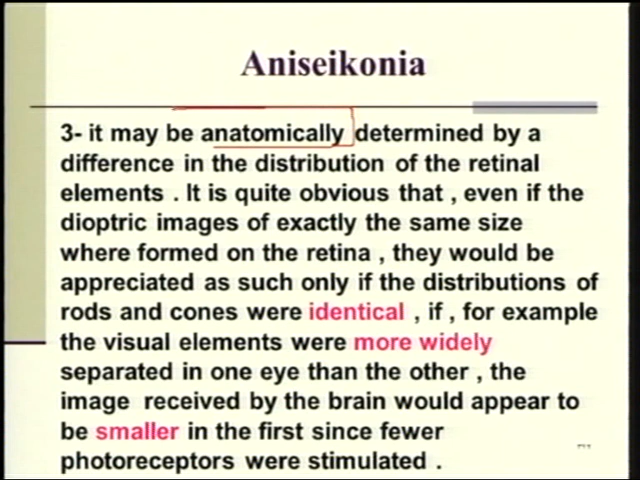 Aniseikonia
3- it may be anatomically determined by a
difference in the distribution of the retinal
elements . It is quite obvious that , even if the
dioptric images of exactly the same size
where formed on the retina , they would be
appreciated as such only if the distributions of
rods and cones were identical , if , for example
the visual elements were more widely
separated in one eye than the other , the
image received by the brain would appear to
be smaller in the first since fewer
photoreceptors were stimulated .